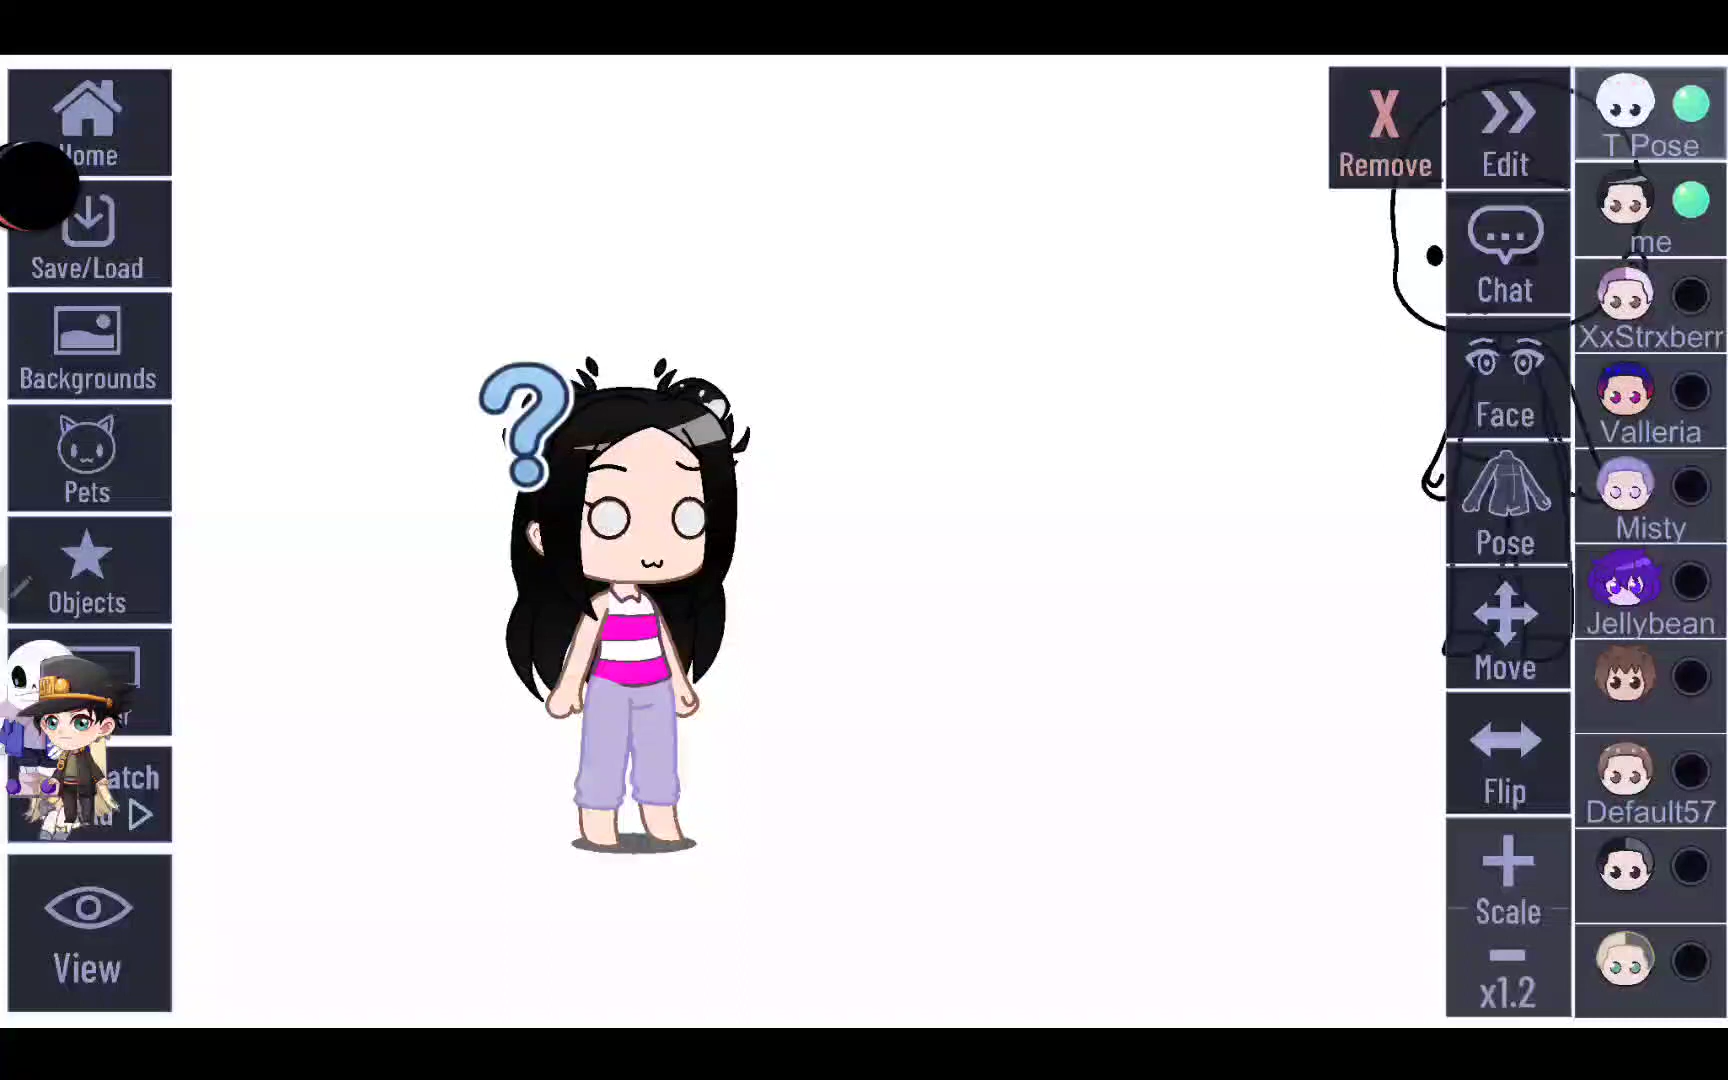 Home
Save/Load
Backgrounds
Pets
Objects
atch
View
X
Remove
Edit
Chat
Face
Pose
Move
Flip
Scale
x1.2
T Pose
me
XxStrxberr
Valleria
Misty
Jellybean
Default57
?